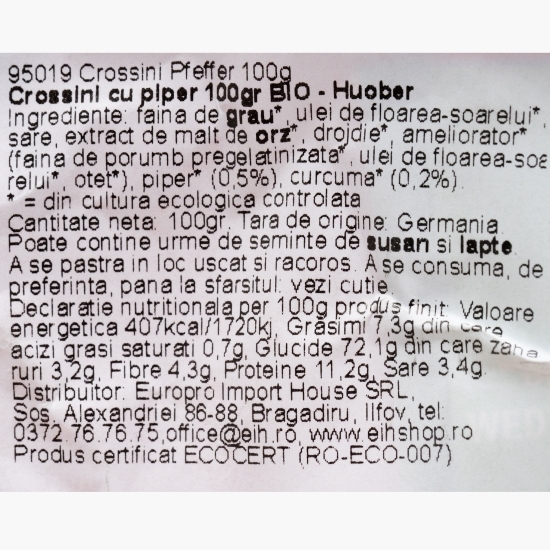 95019 Crossini Pfeffer 100g
Crossini cu piper 100gr BIO - Huober
Ingrediente: faina de grau*, ulei de floarea-soarelui*,
sare, extract de malt de orz*, drojdie*, ameliorator*
(faina de porumb pregelatinizata*, ulei de floarea-soa
relui*, otet*), piper* (0,5%), curcuma* (0,2%).
* = din cultura ecologica controlata
Cantitate neta: 100gr. Tara de origine: Germania.
Poate contine urme de seminte de susan si lapte.
A se pastra in loc uscat si racoros. A se consuma, de
preferinta, pana la sfarsitul: vezi cutie.
Declaratie nutritionala per 100g produs finit: Valoare
energetica 407kcal/1720kj, Grasimi 7,3g din care
acizi grasi saturati 0,7g, Glucide 72,1g din care zaha
ruri 3,2g, Fibre 4,3g, Proteine 11,2g, Sare 3,4g.
Distribuitor: Europro Import House SRL,
Sos. Alexandriei 86-88, Bragadiru, Ilfov, tel:
0372.76.76.75,office@eih.ro, www.eihshop.ro
Produs certificat ECOCERT (RO-ECO-007)